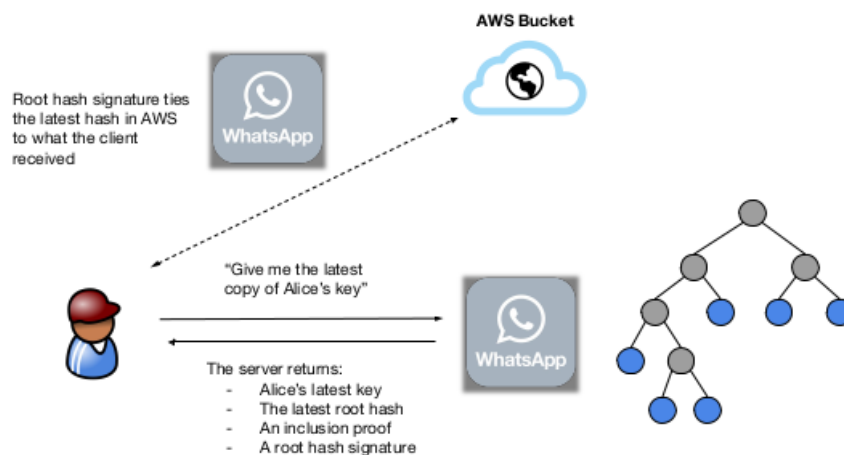 AWS Bucket
Root hash signature ties
the latest hash in AWS
to what the client
received
WhatsApp
“Give me the latest
copy of Alice’s key”
WhatsApp
The server returns:
- Alice’s latest key
- The latest root hash
- An inclusion proof
- A root hash signature